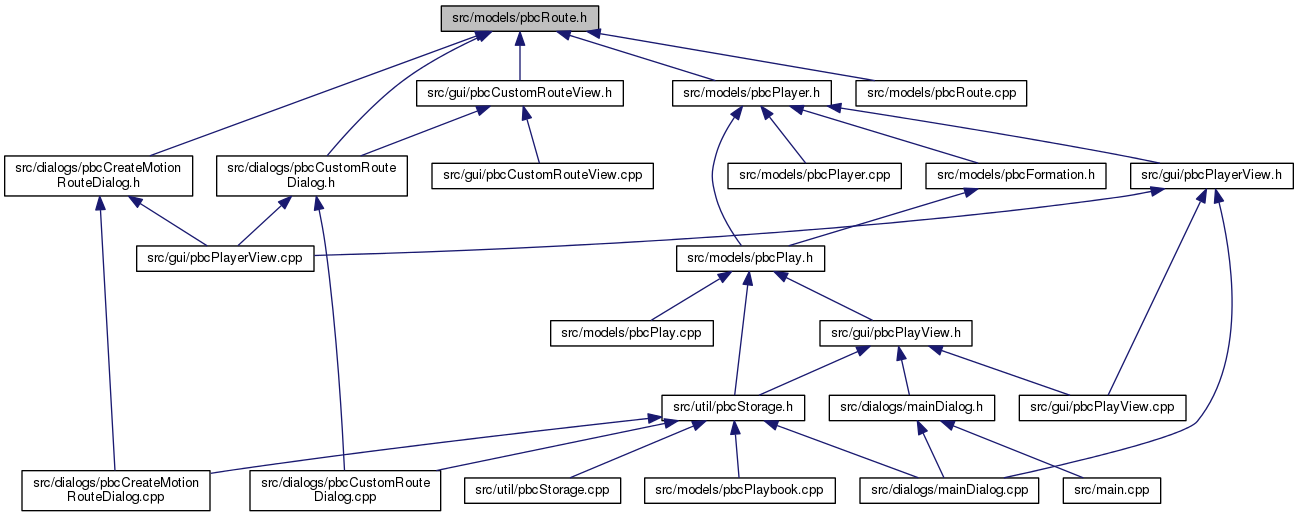 src/models/pbcRoute.h
src/gui/pbcCustomRouteView.h
src/models/pbcPlayer.h
src/models/pbcRoute.cpp
src/dialogs/pbcCreateMotion
RouteDialog.h
src/dialogs/pbcCustomRoute
Dialog.h
src/gui/pbcCustomRouteView.cpp
src/models/pbcPlayer.cpp
src/models/pbcFormation.h
src/gui/pbcPlayerView.h
src/gui/pbcPlayerView.cpp
src/models/pbcPlay.h
src/models/pbcPlay.cpp
src/gui/pbcPlayView.h
src/util/pbcStorage.h
src/dialogs/mainDialog.h
src/gui/pbcPlayView.cpp
src/dialogs/pbcCreateMotion
RouteDialog.cpp
src/dialogs/pbcCustomRoute
Dialog.cpp
src/util/pbcStorage.cpp
src/models/pbcPlaybook.cpp
src/dialogs/mainDialog.cpp
src/main.cpp